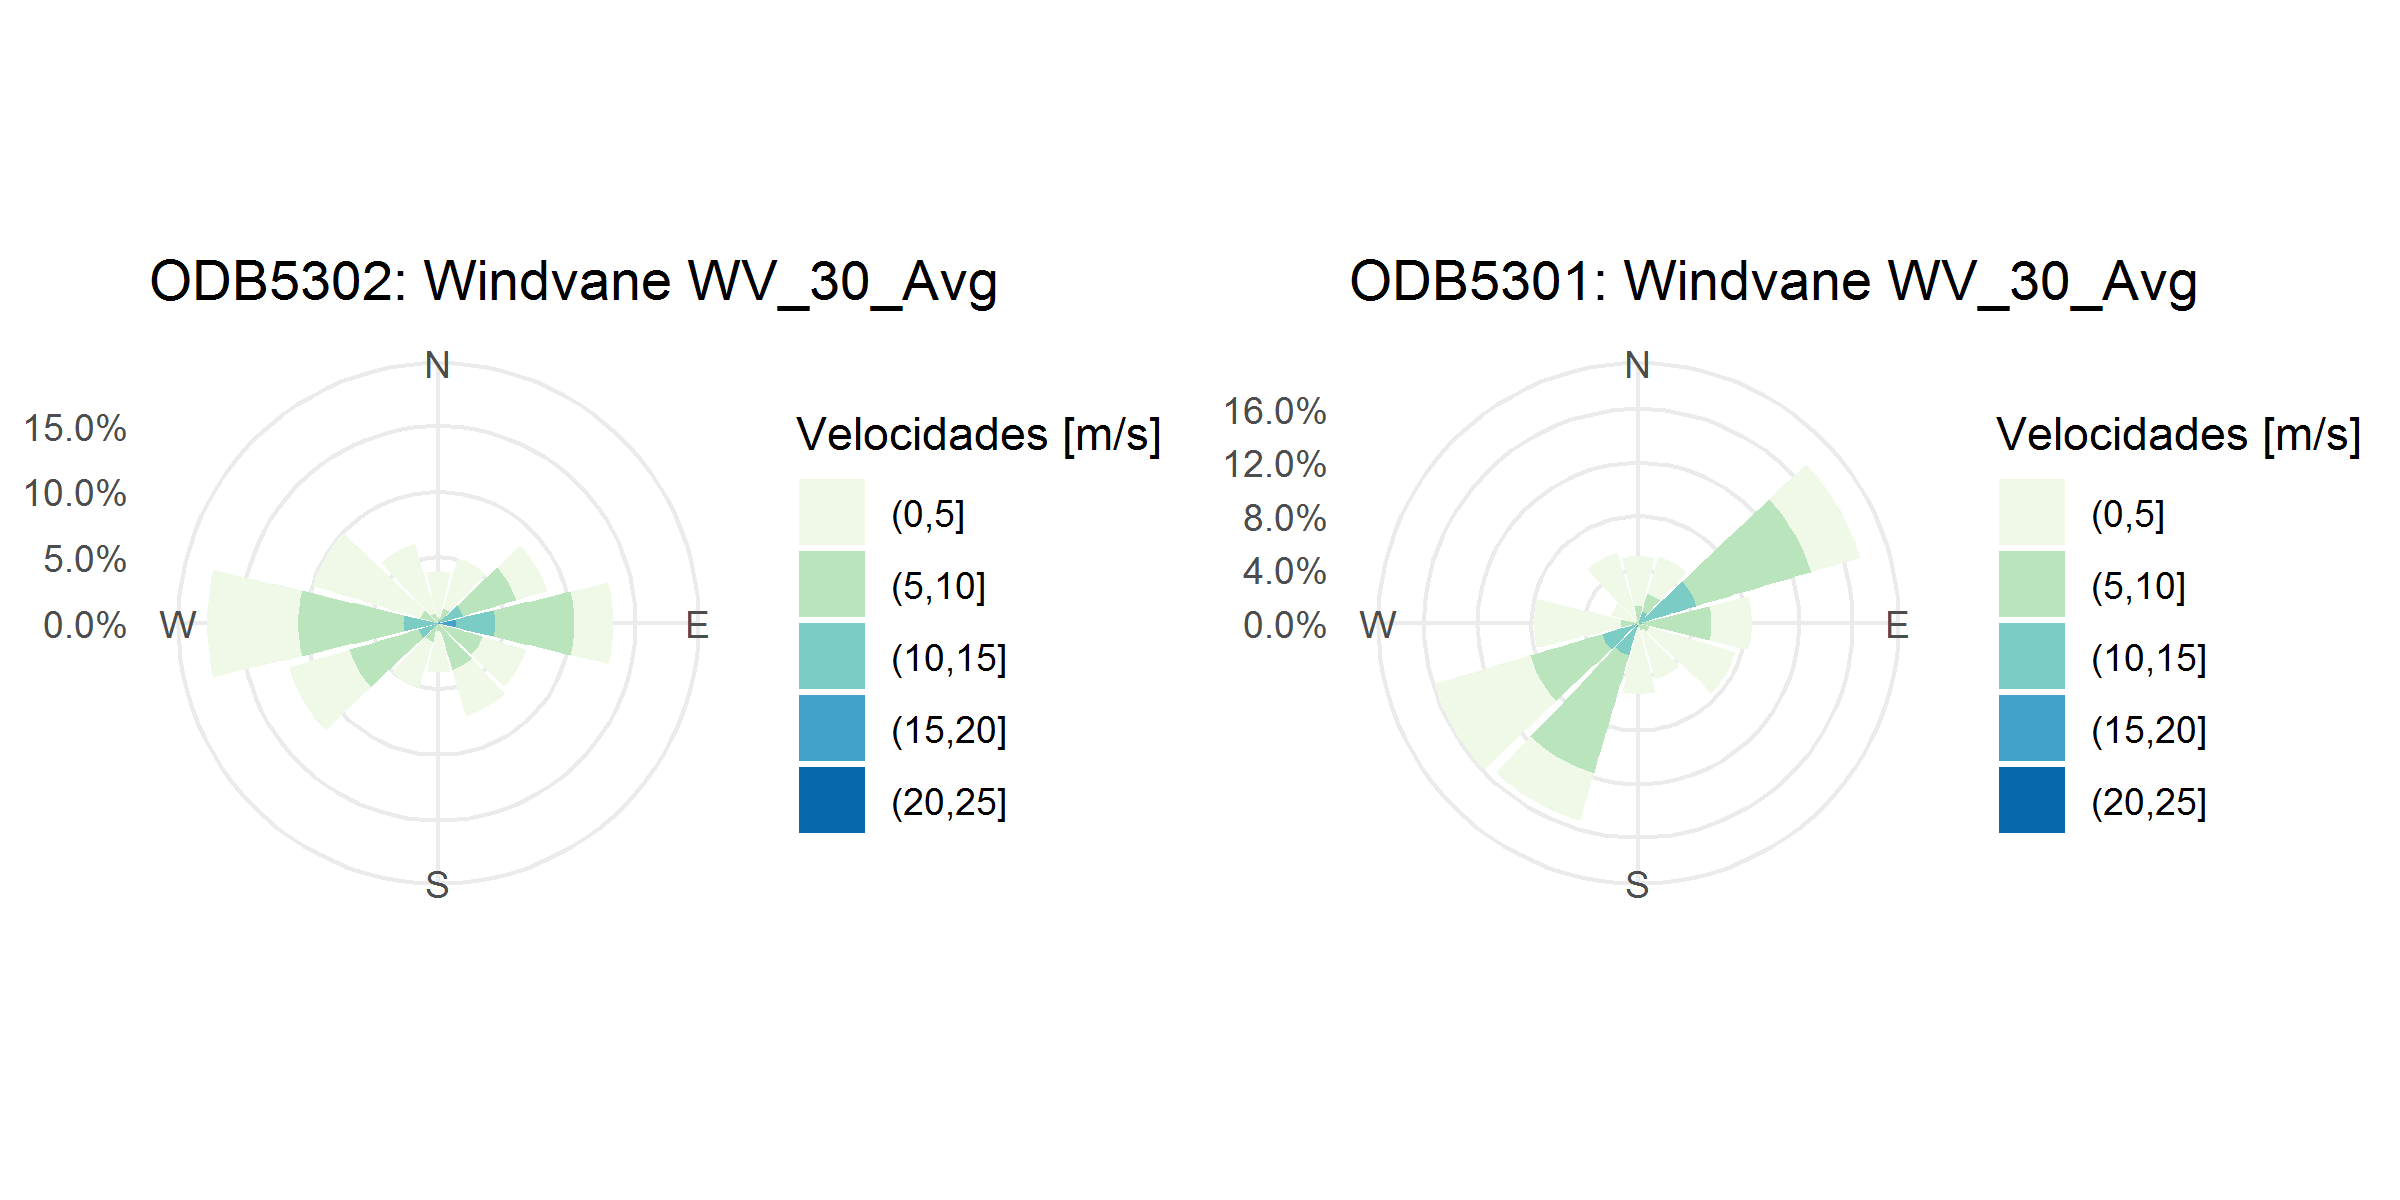 ODB5302: Windvane WV_30_Avg
N
15.0%
10.0%
5.0%
0.0%
W
E
S
Velocidades [m/s]
(0,5]
(5,10]
(10,15]
(15,20]
(20,25]
ODB5301: Windvane WV_30_Avg
N
16.0%
12.0%
8.0%
4.0%
0.0%
W
E
S
Velocidades [m/s]
(0,5]
(5,10]
(10,15]
(15,20]
(20,25]